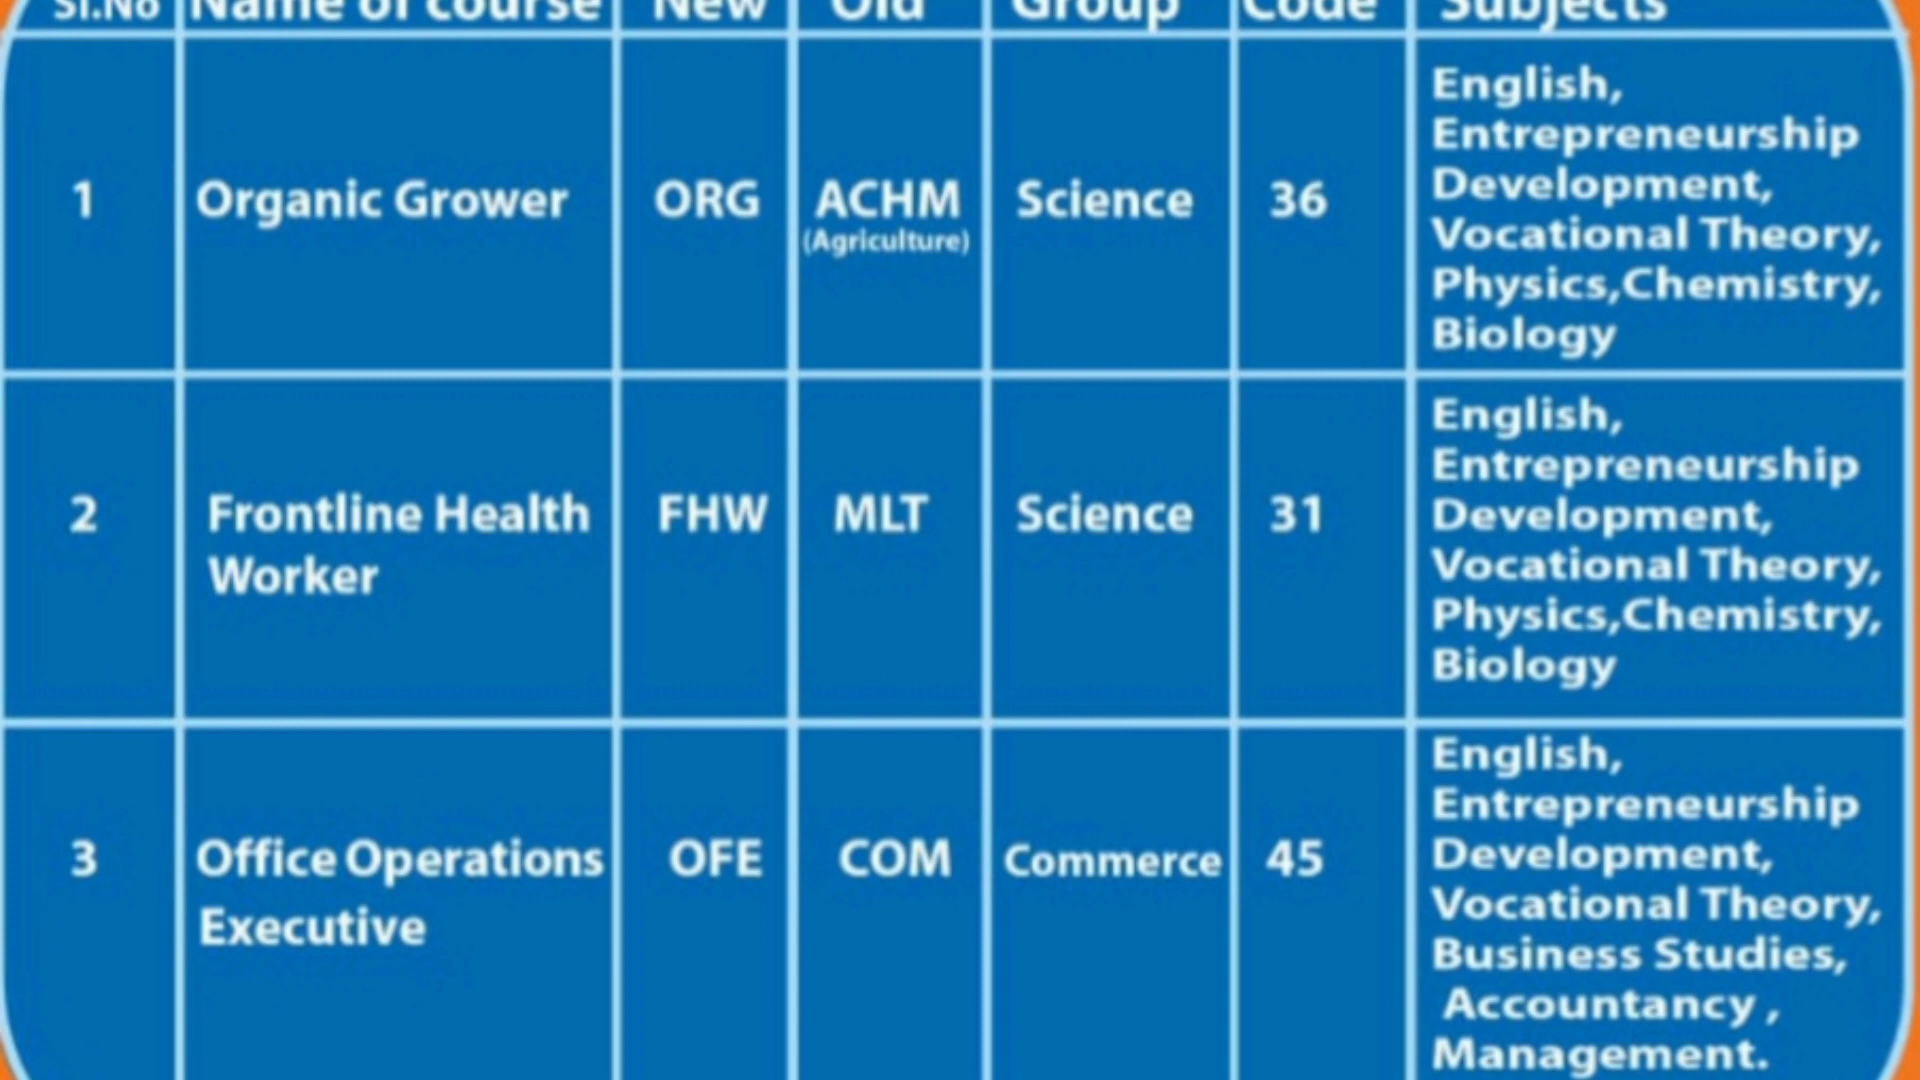 Sl.No Name of course New Old Group Code Subjects
1 Organic Grower ORG ACHM (Agriculture) Science 36
English,
Entrepreneurship
Development,
Vocational Theory,
Physics,Chemistry,
Biology
2 Frontline Health Worker FHW MLT Science 31
English,
Entrepreneurship
Development,
Vocational Theory,
Physics,Chemistry,
Biology
3 Office Operations Executive OFE COM Commerce 45
English,
Entrepreneurship
Development,
Vocational Theory,
Business Studies,
Accountancy ,
Management.